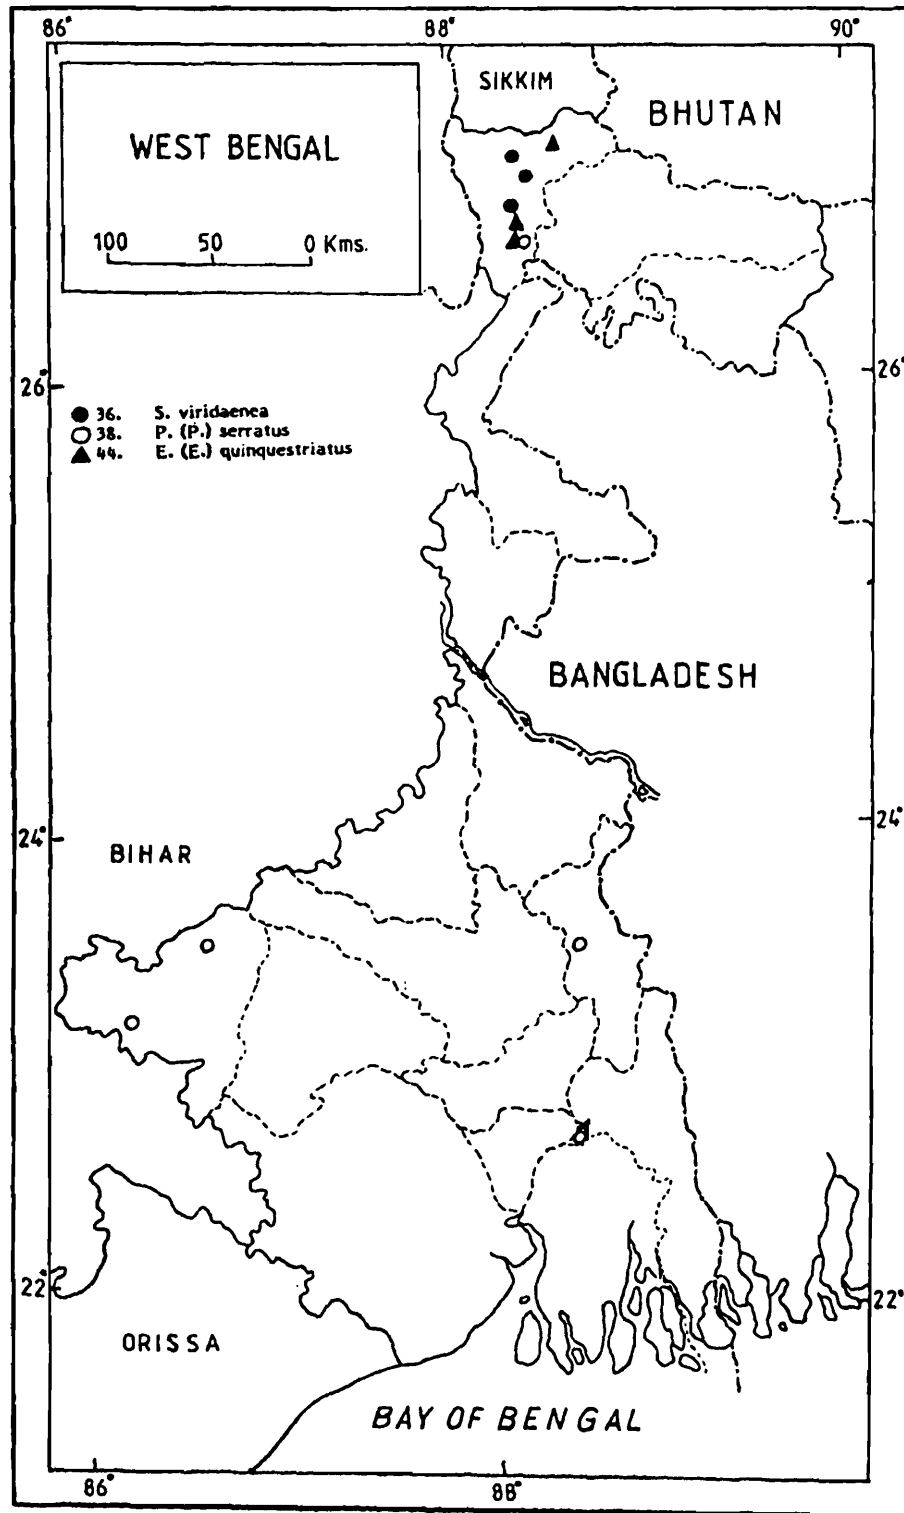 86° 88° 90°
SIKKIM
BHUTAN
WEST BENGAL
100 50 0 Kms.
26° 26°
36. S. viridaenea
38. P. (P.) serratus
44. E. (E.) quinquestriatus
BANGLADESH
24° 24°
BIHAR
22° 22°
ORISSA
BAY OF BENGAL
86° 88°